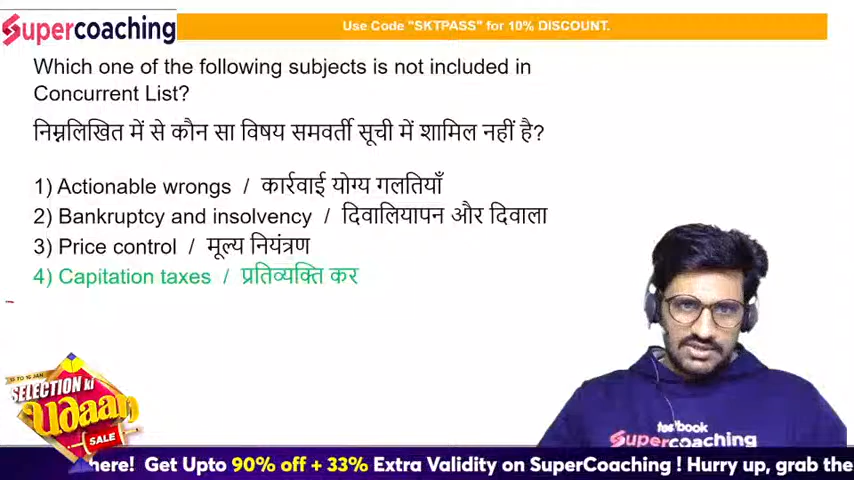 Supercoaching
Use Code "SKTPASS" for 10% DISCOUNT.
Which one of the following subjects is not included in
Concurrent List?
निम्नलिखित में से कौन सा विषय समवर्ती सूची में शामिल नहीं है?
1) Actionable wrongs / कार्रवाई योग्य गलतियाँ
2) Bankruptcy and insolvency / दिवालियापन और दिवाला
3) Price control / मूल्य नियंत्रण
4) Capitation taxes / प्रतिव्यक्ति कर
SELECTION Ki
UDAAN
SALE
testbook
Supercoaching
here! Get Upto 90% off + 33% Extra Validity on SuperCoaching ! Hurry up, grab the